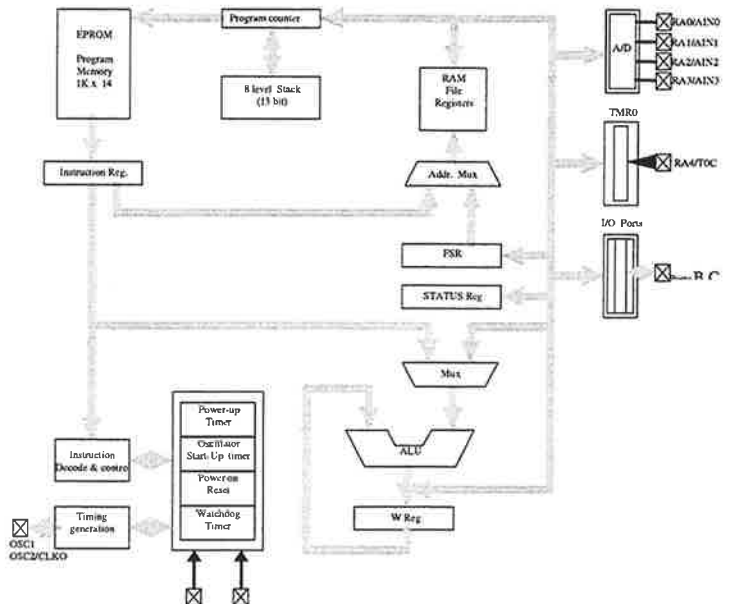 EPROM
Program
Memory
1K x 14
Program counter
8 level Stack
(13 bit)
RAM
File
Registers
A/D
RA0/AIN0
RA1/AIN1
RA2/AIN2
RA3/AIN3
TMR0
RA4/T0C
Instruction Reg.
Addr. Mux
I/O Ports
B C
FSR
STATUS Reg
Mux
Power-up
Timer
Oscillator
Start-Up timer
Power on
Reset
Watchdog
Timer
Instruction
Decode & contro
Timing
generation
ALU
W Reg
OSC1
OSC2/CLKO